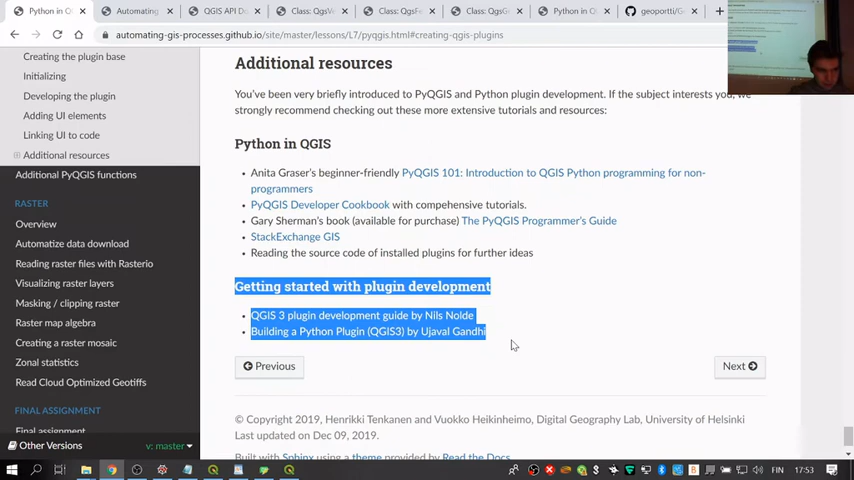 Python in Q
Automating
QGIS API Do
Class: QgsV
Class: QgsFe
Class: QgsG
Python in Q
geoportti/G
automating-gis-processes.github.io/site/master/lessons/L7/pyqgis.html#creating-qgis-plugins
Creating the plugin base
Initializing
Developing the plugin
Adding UI elements
Linking UI to code
Additional resources
Additional PyQGIS functions
RASTER
Overview
Automatize data download
Reading raster files with Rasterio
Visualizing raster layers
Masking / clipping raster
Raster map algebra
Creating a raster mosaic
Zonal statistics
Read Cloud Optimized Geotiffs
FINAL ASSIGNMENT
Final assignment
Other Versions
v: master
Additional resources
You've been very briefly introduced to PyQGIS and Python plugin development. If the subject interests you, we
strongly recommend checking out these more extensive tutorials and resources:
Python in QGIS
Anita Graser's beginner-friendly PyQGIS 101: Introduction to QGIS Python programming for non-
programmers
PyQGIS Developer Cookbook with compehensive tutorials.
Gary Sherman's book (available for purchase) The PyQGIS Programmer's Guide
StackExchange GIS
Reading the source code of installed plugins for further ideas
Getting started with plugin development
QGIS 3 plugin development guide by Nils Nolde
Building a Python Plugin (QGIS3) by Ujaval Gandhi
Previous
Next
© Copyright 2019, Henrikki Tenkanen and Vuokko Heikinheimo, Digital Geography Lab, University of Helsinki
Last updated on Dec 09, 2019.
Built with Sphinx using a theme provided by Read the Docs.
FIN
17:53